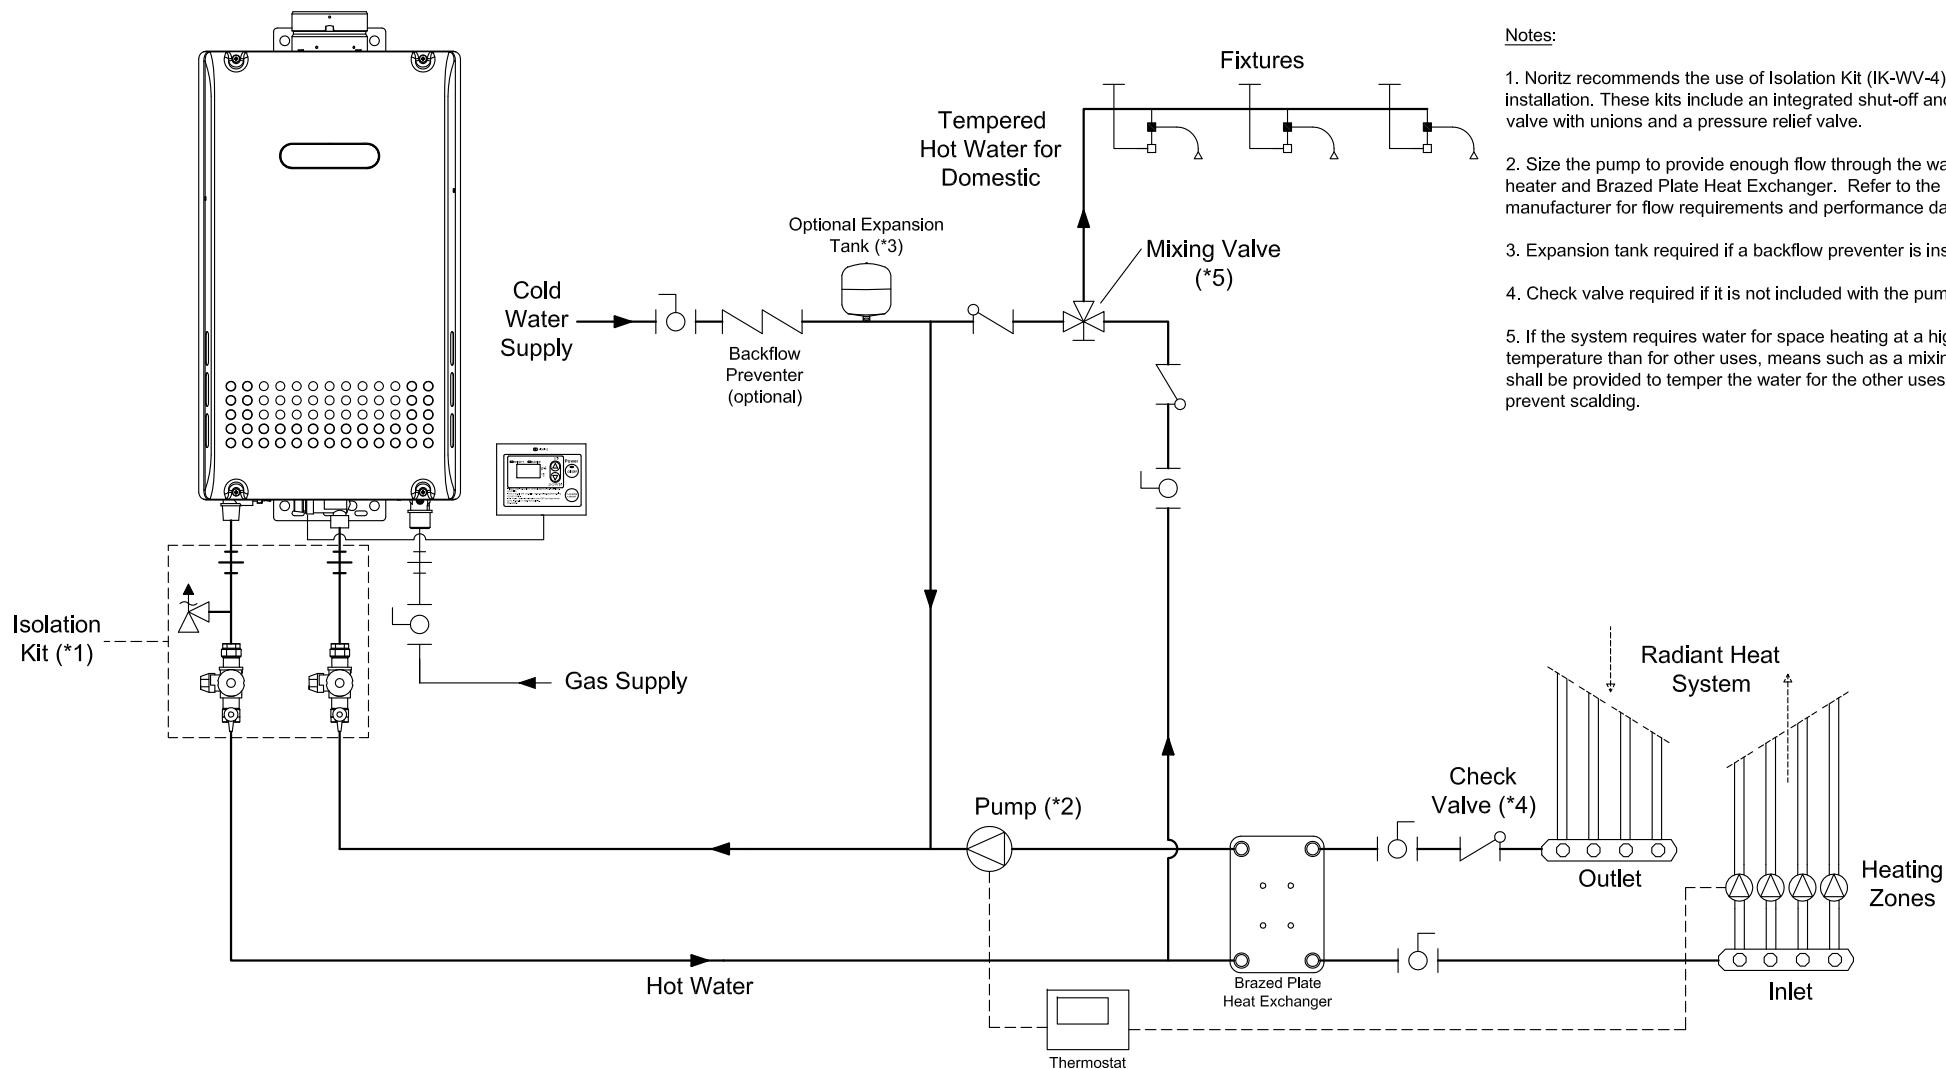 Notes:
1. Noritz recommends the use of Isolation Kit (IK-WV-4)
installation. These kits include an integrated shut-off and
valve with unions and a pressure relief valve.
2. Size the pump to provide enough flow through the wa
heater and Brazed Plate Heat Exchanger. Refer to the
manufacturer for flow requirements and performance da
3. Expansion tank required if a backflow preventer is ins
4. Check valve required if it is not included with the pum
5. If the system requires water for space heating at a hig
temperature than for other uses, means such as a mixin
shall be provided to temper the water for the other uses
prevent scalding.
Fixtures
Tempered
Hot Water for
Domestic
Optional Expansion
Tank (*3)
Mixing Valve
(*5)
Cold
Water
Supply
Backflow
Preventer
(optional)
Power
Isolation
Kit (*1)
Gas Supply
Radiant Heat
System
Check
Valve (*4)
Pump (*2)
Outlet
Heating
Zones
Hot Water
Brazed Plate
Heat Exchanger
Inlet
Thermostat